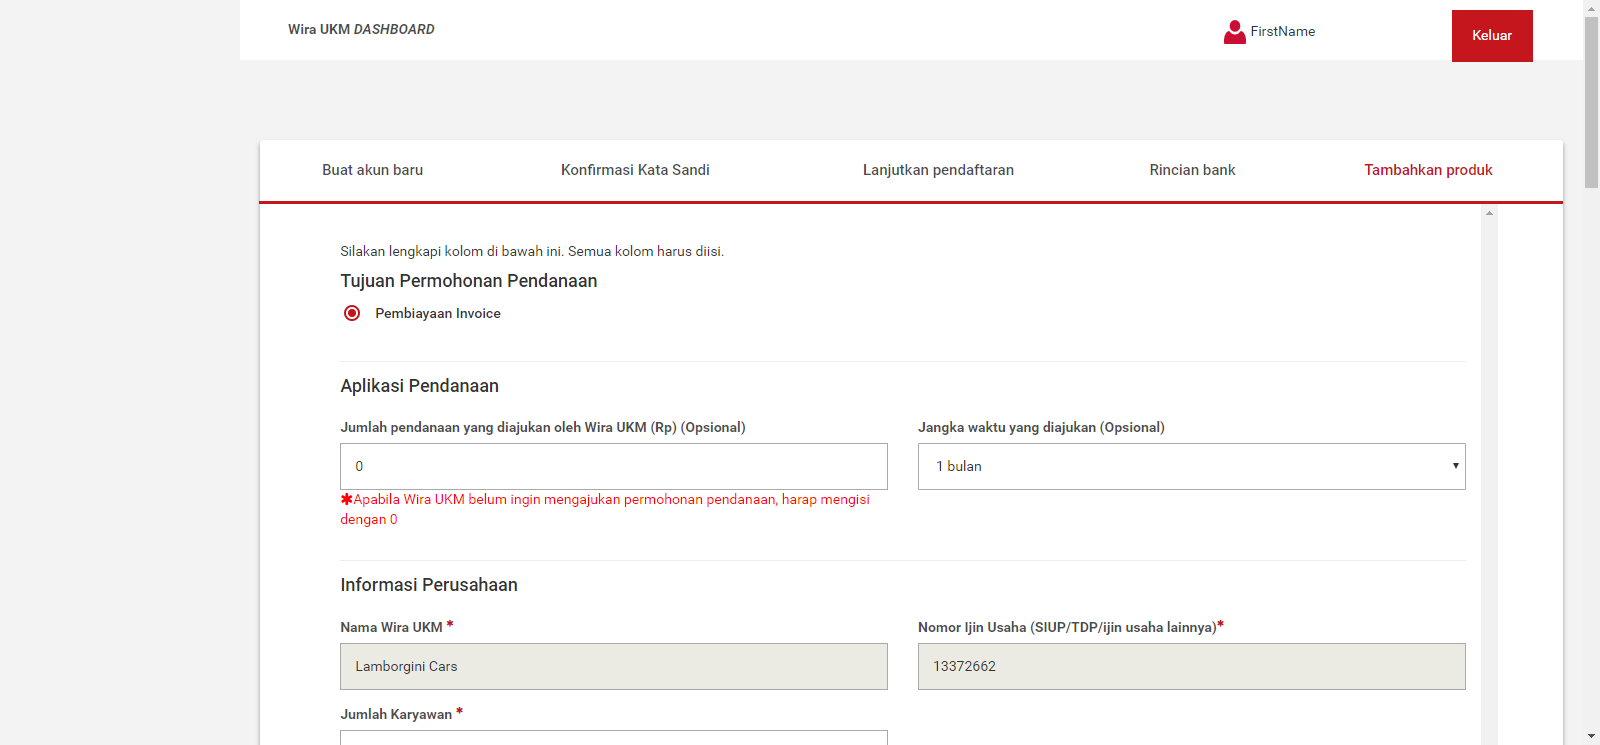 Wira UKM DASHBOARD
FirstName
Keluar
Buat akun baru
Konfirmasi Kata Sandi
Lanjutkan pendaftaran
Rincian bank
Tambahkan produk
Silakan lengkapi kolom di bawah ini. Semua kolom harus diisi.
Tujuan Permohonan Pendanaan
Pembiayaan Invoice
Aplikasi Pendanaan
Jumlah pendanaan yang diajukan oleh Wira UKM (Rp) (Opsional)
Jangka waktu yang diajukan (Opsional)
0
1 bulan
✱Apabila Wira UKM belum ingin mengajukan permohonan pendanaan, harap mengisi
dengan 0
Informasi Perusahaan
Nama Wira UKM *
Nomor Ijin Usaha (SIUP/TDP/ijin usaha lainnya)*
Lamborgini Cars
13372662
Jumlah Karyawan *